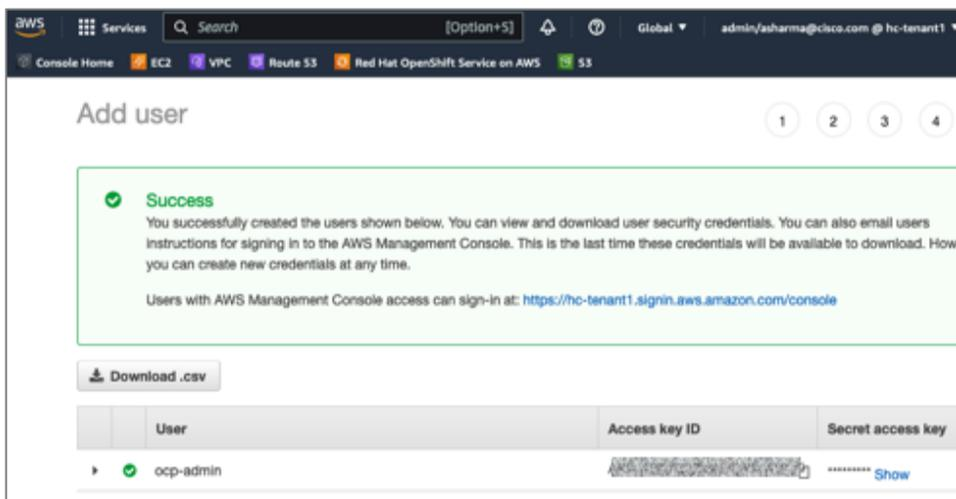 aws Services Search [Option+S] Global admin/asharma@cisco.com @ hc-tenant1
Console Home EC2 VPC Route 53 Red Hat OpenShift Service on AWS S3
Add user 1 2 3 4
Success
You successfully created the users shown below. You can view and download user security credentials. You can also email users
instructions for signing in to the AWS Management Console. This is the last time these credentials will be available to download. How
you can create new credentials at any time.
Users with AWS Management Console access can sign-in at: https://hc-tenant1.signin.aws.amazon.com/console
Download .csv
User Access key ID Secret access key
ocp-admin ********* Show